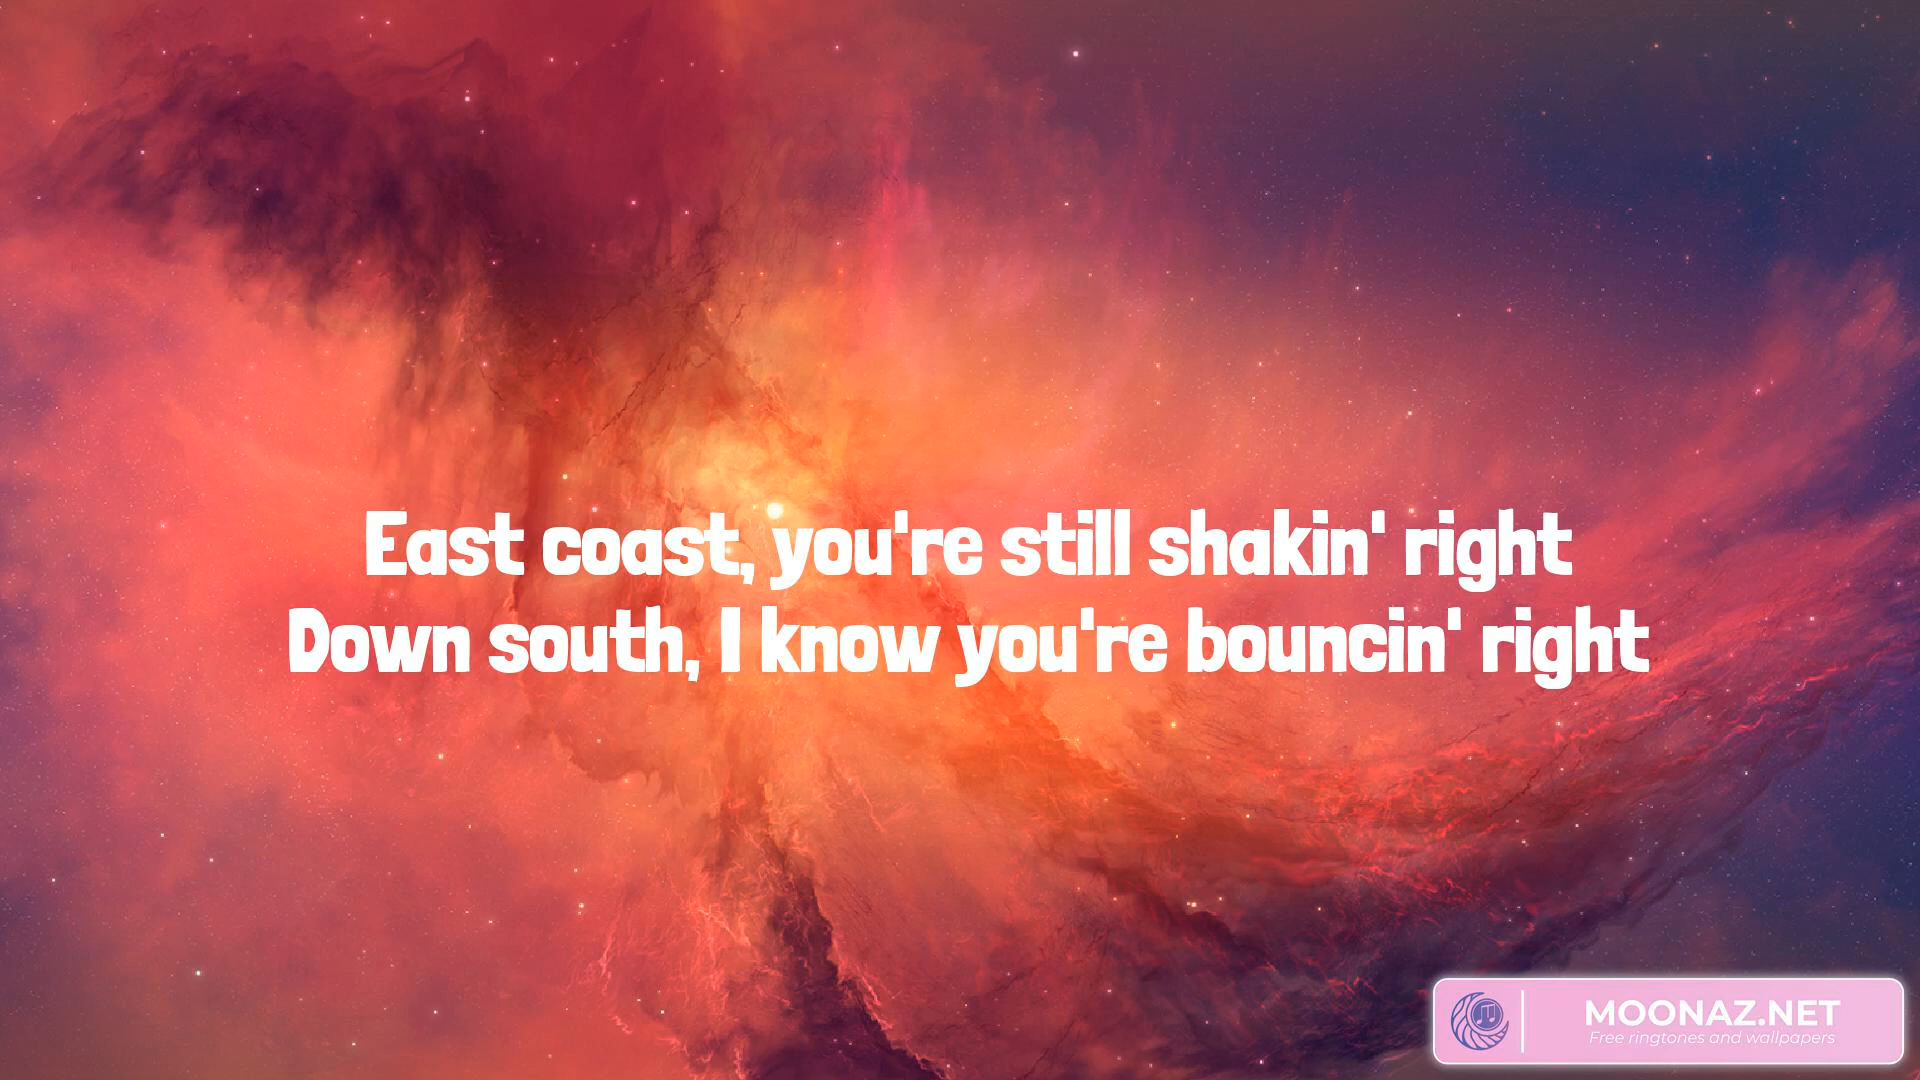 East coast, you're still shakin' right
Down south, I know you're bouncin' right
MOONAZ.NET
Free ringtones and wallpapers